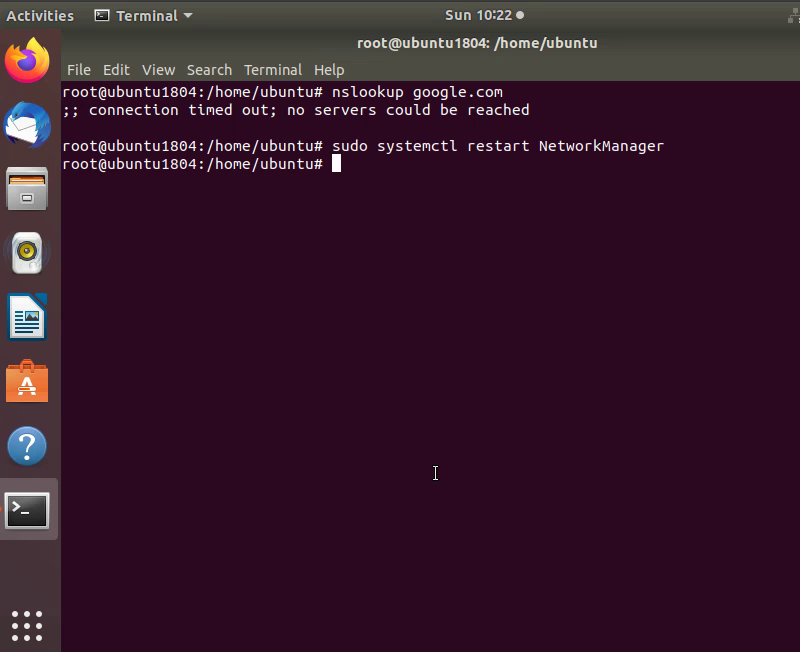 Activities Terminal Sun 10:22
root@ubuntu1804: /home/ubuntu
File Edit View Search Terminal Help
root@ubuntu1804:/home/ubuntu# nslookup google.com
;; connection timed out; no servers could be reached
root@ubuntu1804:/home/ubuntu# sudo systemctl restart NetworkManager
root@ubuntu1804:/home/ubuntu#